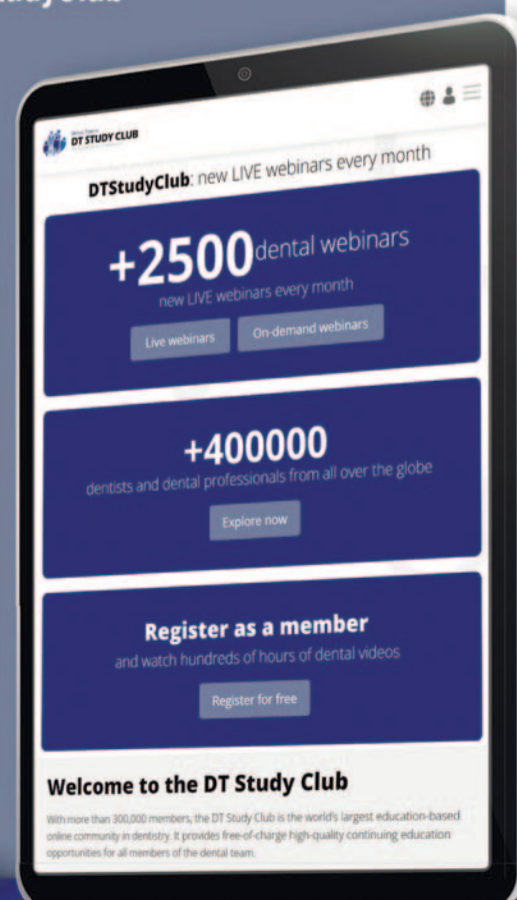 DT STUDY CLUB
DTStudyClub: new LIVE webinars every month
+2500 dental webinars
new LIVE webinars every month
Live webinars
On-demand webinars
+400000
dentists and dental professionals from all over the globe
Explore now
Register as a member
and watch hundreds of hours of dental videos
Register for free
Welcome to the DT Study Club
With more than 300,000 members, the DT Study Club is the world's largest education-based
online community in dentistry. It provides free-of-charge high-quality continuing education
opportunities for all members of the dental team.